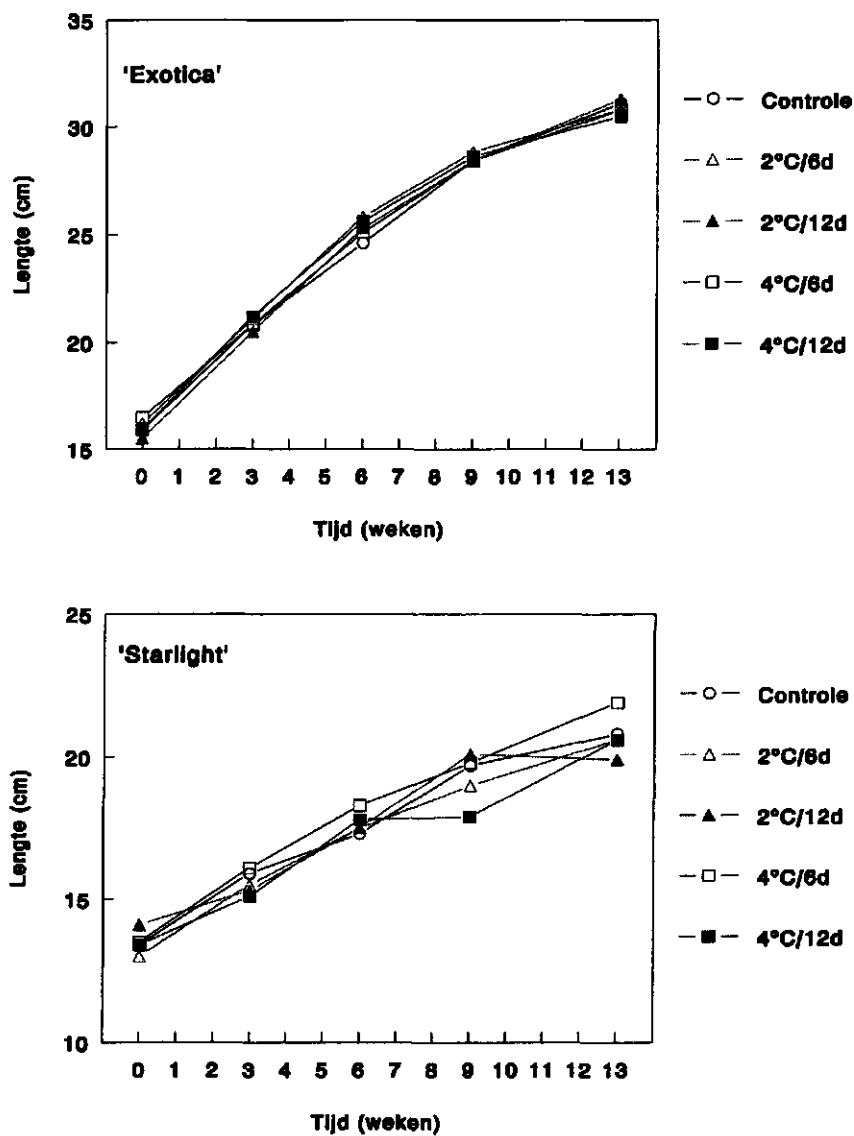 35
'Exotica'
30
25
20
15
Lengte (cm)
0 1 2 3 4 5 6 7 8 9 10 11 12 13
Tijd (weken)
Controle
2°C/6d
2°C/12d
4°C/6d
4°C/12d
25
'Starlight'
20
15
10
Lengte (cm)
0 1 2 3 4 5 6 7 8 9 10 11 12 13
Tijd (weken)
Controle
2°C/6d
2°C/12d
4°C/6d
4°C/12d